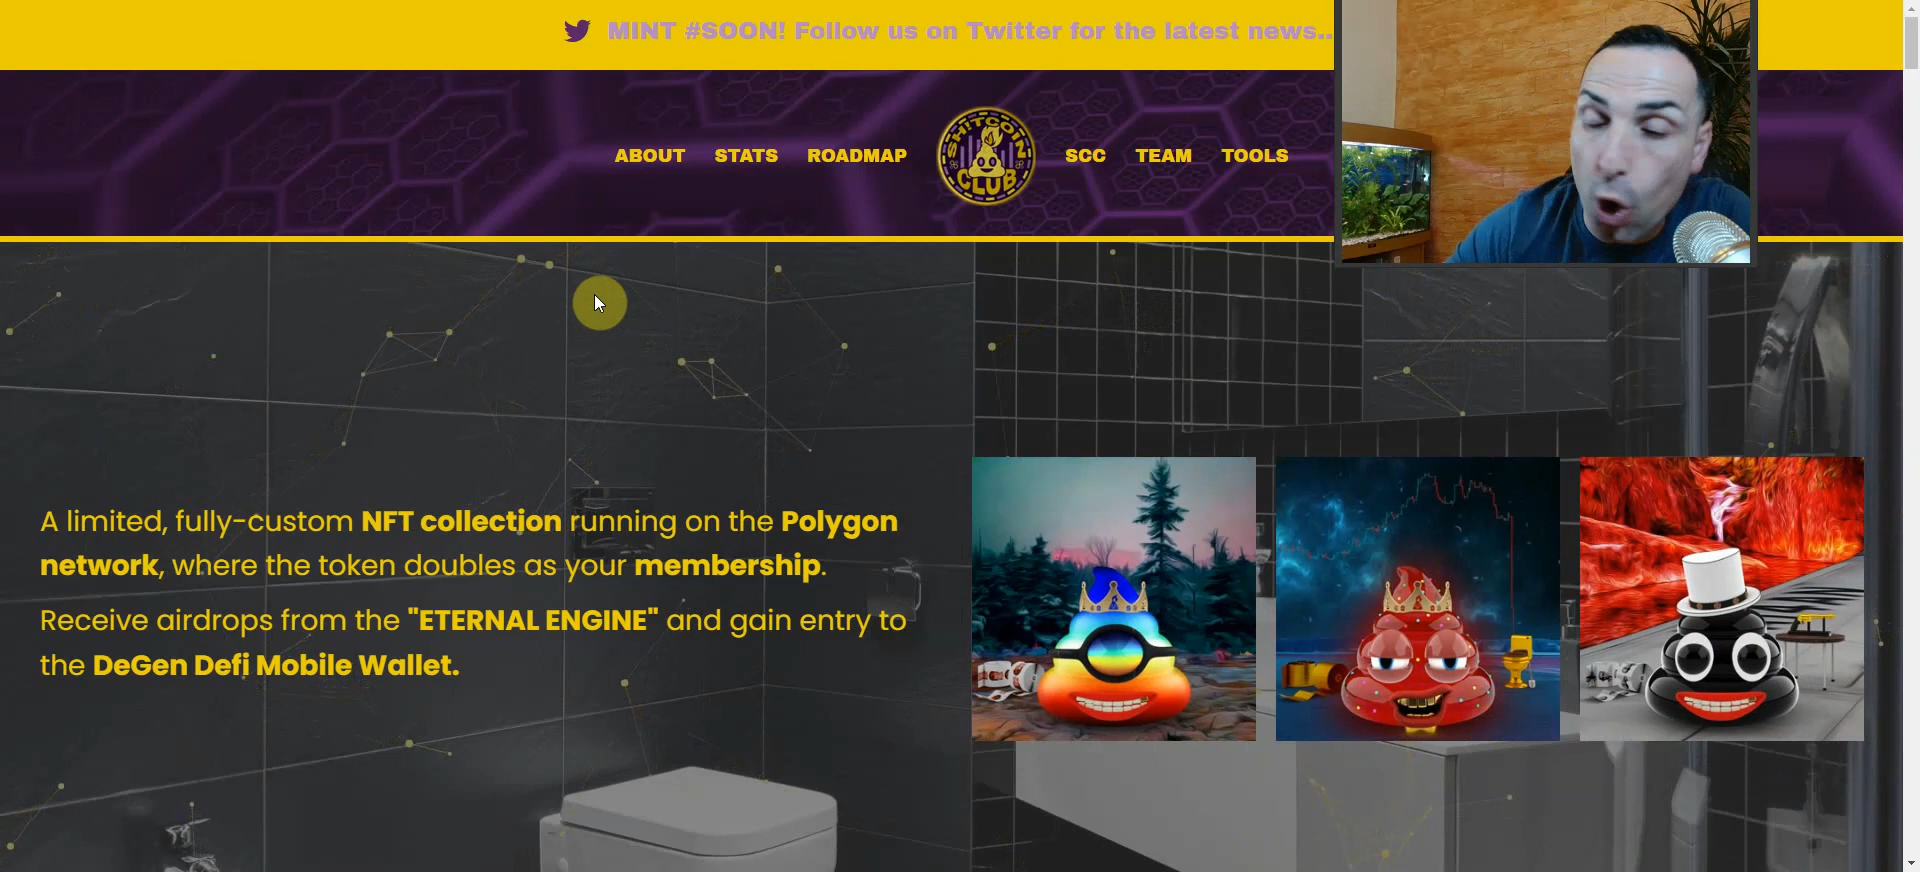 MINT #SOON! Follow us on Twitter for the latest news..
ABOUT STATS ROADMAP SHITCOIN CLUB SCC TEAM TOOLS
A limited, fully-custom NFT collection running on the Polygon
network, where the token doubles as your membership.
Receive airdrops from the "ETERNAL ENGINE" and gain entry to
the DeGen Defi Mobile Wallet.